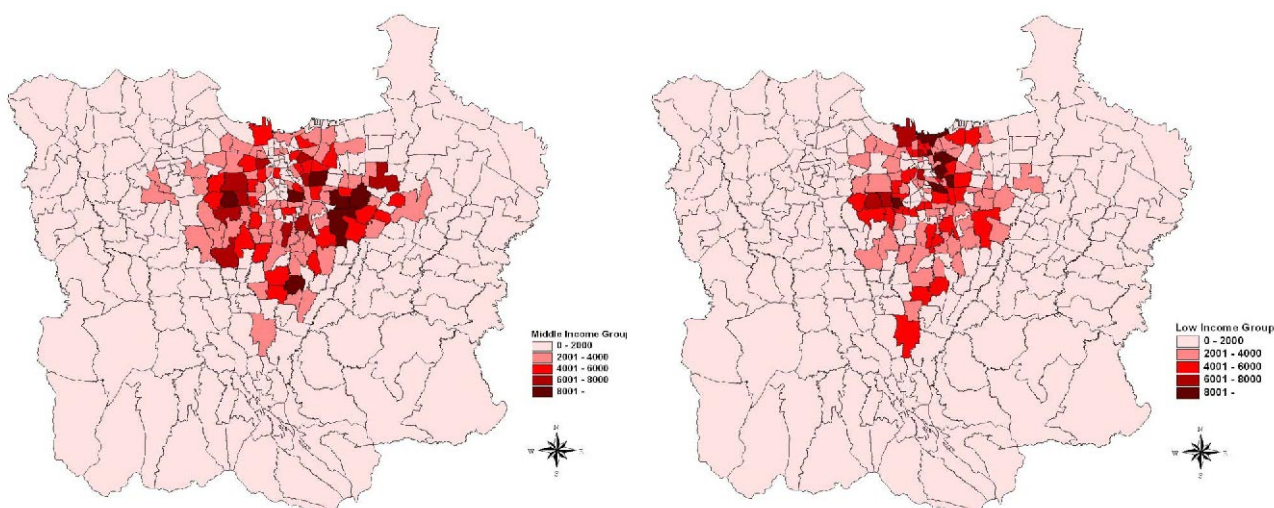 Middle Income Group
0 - 2000
2001 - 4000
4001 - 6000
6001 - 8000
8001 -
N
W
E
S
Low Income Group
0 - 2000
2001 - 4000
4001 - 6000
6001 - 8000
8001 -
N
W
E
S